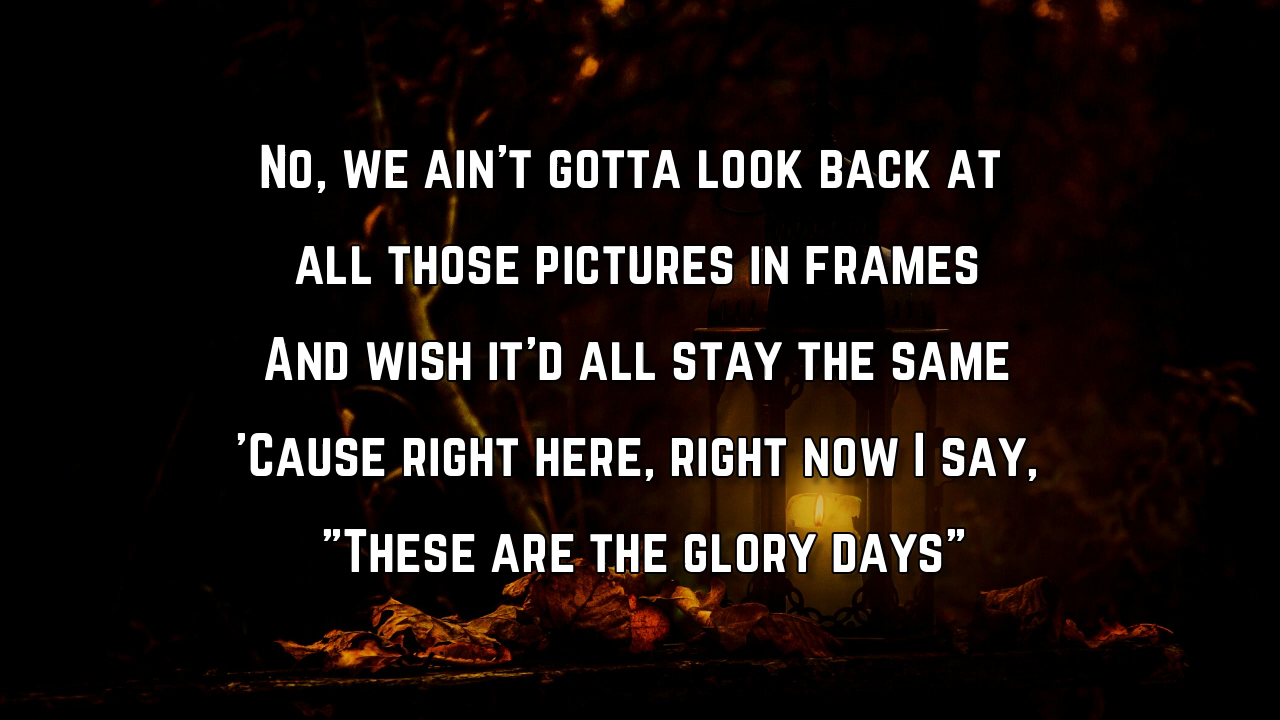 No, we ain't gotta look back at
all those pictures in frames
And wish it'd all stay the same
'Cause right here, right now I say,
"These are the glory days"